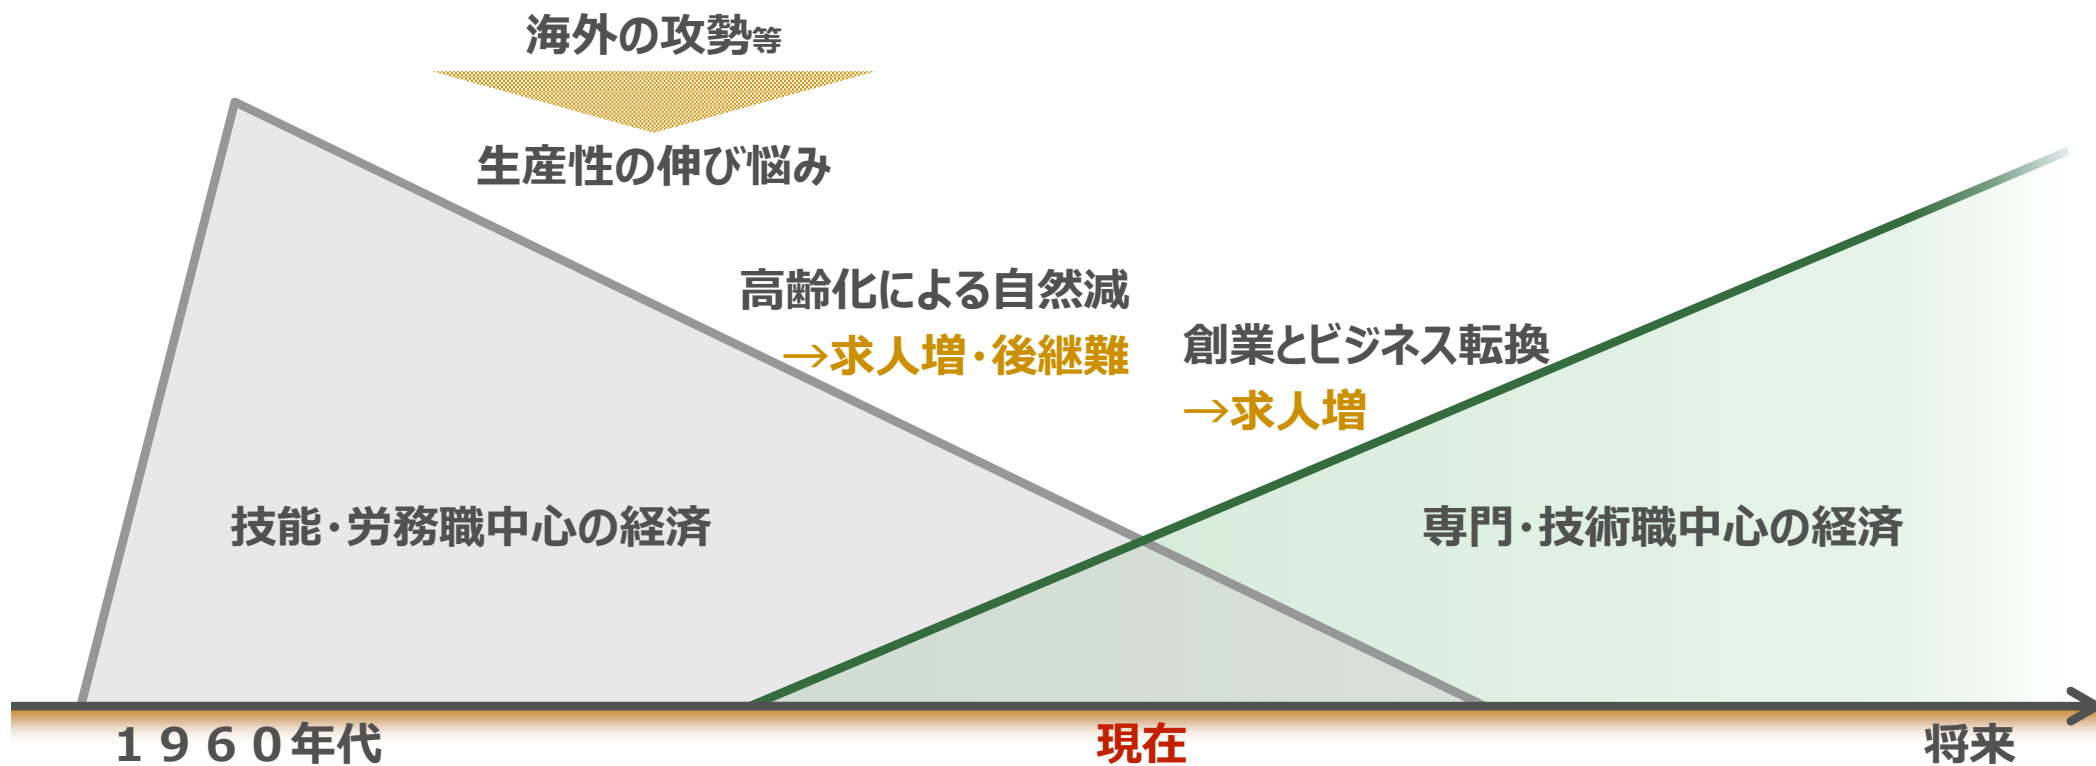 海外の攻勢等
生産性の伸び悩み
高齢化による自然減
→求人増・後継難
創業とビジネス転換
→求人増
技能・労務職中心の経済
専門・技術職中心の経済
１９６０年代
現在
将来